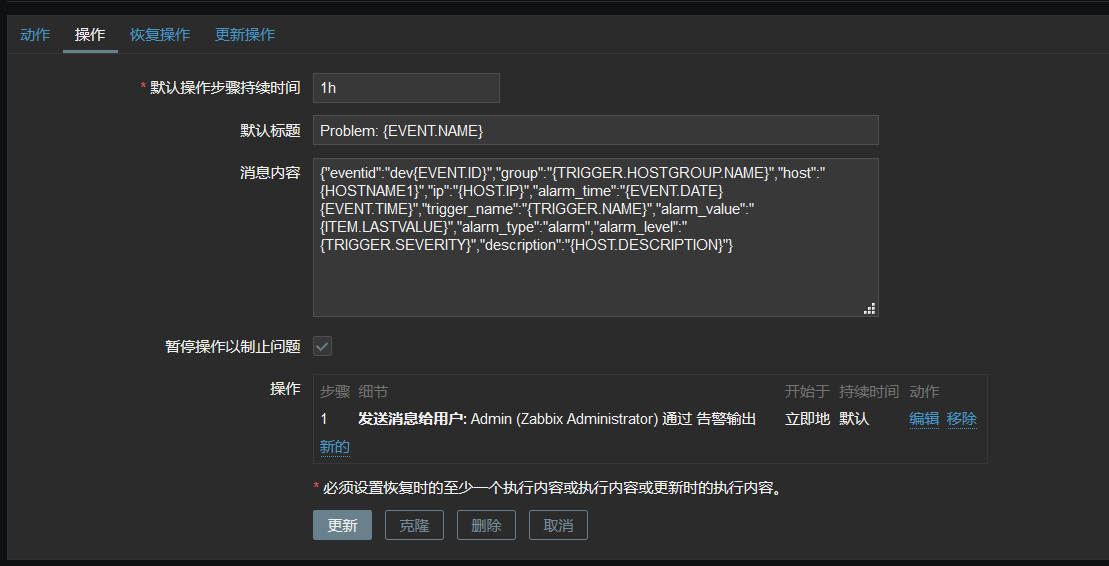 动作 操作 恢复操作 更新操作
* 默认操作步骤持续时间 1h
默认标题 Problem: {EVENT.NAME}
消息内容 {"eventid":"dev{EVENT.ID}","group":"{TRIGGER.HOSTGROUP.NAME}","host":"
{HOSTNAME1}","ip":"{HOST.IP}","alarm_time":"{EVENT.DATE}
{EVENT.TIME}","trigger_name":"{TRIGGER.NAME}","alarm_value":"
{ITEM.LASTVALUE}","alarm_type":"alarm","alarm_level":"
{TRIGGER.SEVERITY}","description":"{HOST.DESCRIPTION}"}
暂停操作以制止问题
操作 步骤 细节 开始于 持续时间 动作
1 发送消息给用户: Admin (Zabbix Administrator) 通过 告警输出 立即地 默认 编辑 移除
新的
* 必须设置恢复时的至少一个执行内容或执行内容或更新时的执行内容。
更新 克隆 删除 取消